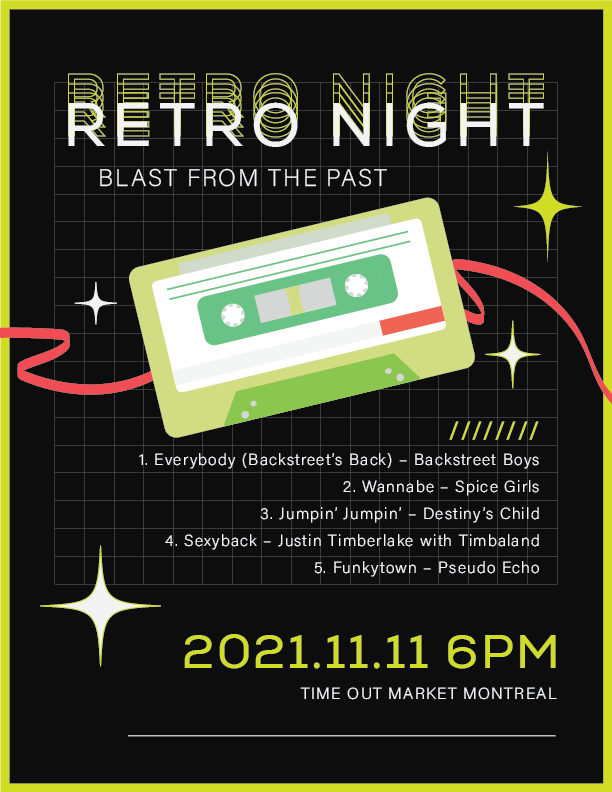 RETRO NIGHT
BLAST FROM THE PAST
////////
1. Everybody (Backstreet's Back) – Backstreet Boys
2. Wannabe – Spice Girls
3. Jumpin' Jumpin' – Destiny's Child
4. Sexyback – Justin Timberlake with Timbaland
5. Funkytown – Pseudo Echo
2021.11.11 6PM
TIME OUT MARKET MONTREAL